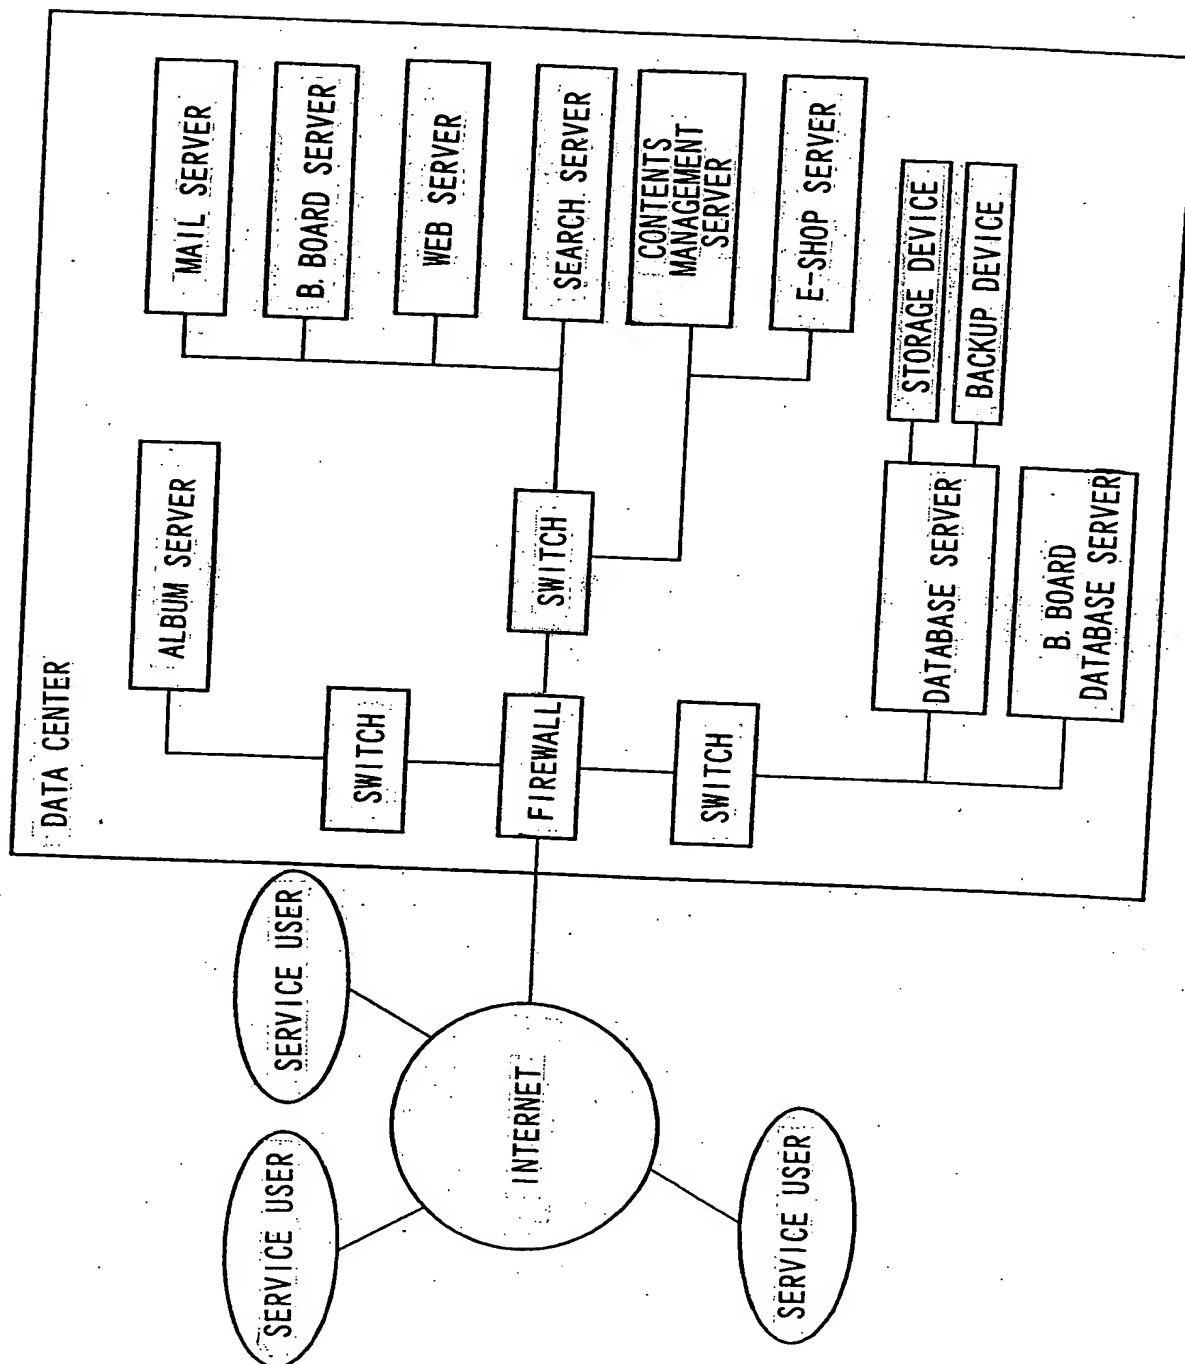 DATA CENTER
ALBUM SERVER
MAIL SERVER
B. BOARD SERVER
WEB SERVER
SEARCH SERVER
CONTENTS
MANAGEMENT
SERVER
E-SHOP SERVER
SWITCH
SWITCH
FIREWALL
SWITCH
STORAGE DEVICE
BACKUP DEVICE
DATABASE SERVER
B. BOARD
DATABASE SERVER
SERVICE USER
SERVICE USER
INTERNET
SERVICE USER